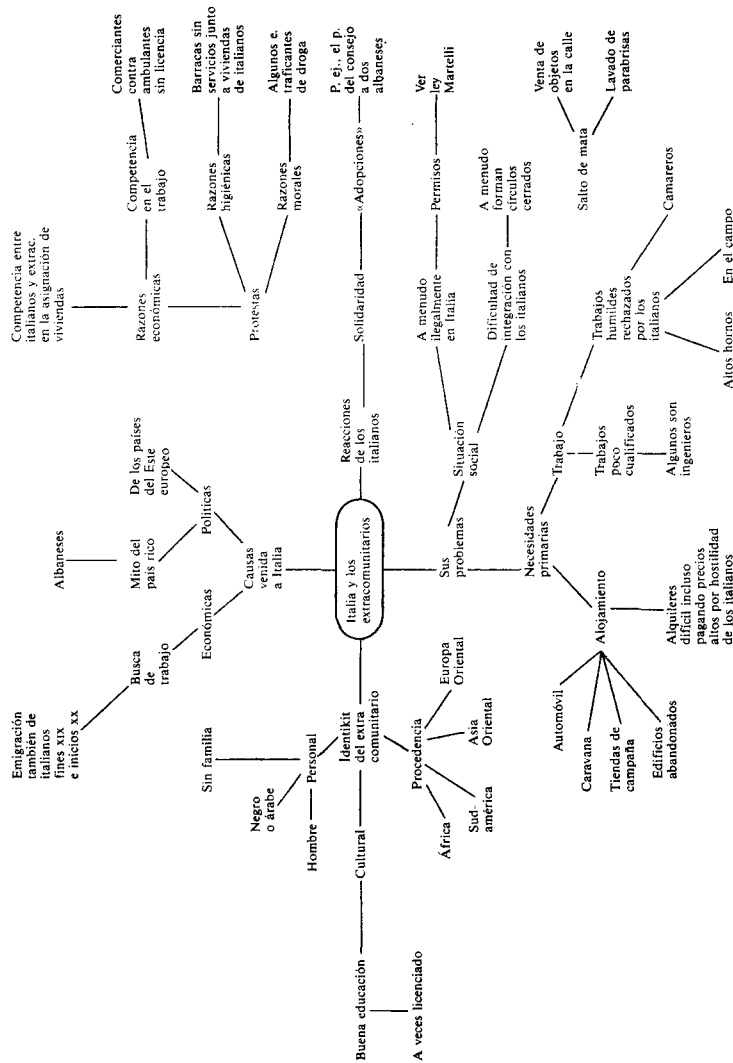 Italia y los
extracomunitarios
Causas
venida
a Italia
Económicas
Busca
de
trabajo
Emigración
también de
italianos
fines XIX
e inicios XX
Políticas
Mito del
país rico
Albaneses
De los países
del Este
europeo
Reacciones
de los
italianos
Solidaridad
«Adopciones»
P. ej., el p.
del consejo
a dos
albaneses
Protestas
Razones
económicas
Competencia entre
italianos y extrac.
en la asignación de
viviendas
Competencia
en el
trabajo
Comerciantes
contra
ambulantes
sin licencia
Razones
higiénicas
Barracas sin
servicios junto
a viviendas
de italianos
Razones
morales
Algunos e.
traficantes
de droga
Sus
problemas
Situación
social
A menudo
ilegalmente
en Italia
Permisos
Ver
ley
Martelli
Dificultad de
integración con
los italianos
A menudo
forman
círculos
cerrados
Necesidades
primarias
Trabajo
Trabajos
humildes
rechazados
por los
italianos
Salto de mata
Venta de
objetos
en la calle
Lavado de
parabrisas
Camareros
En el campo
Altos hornos
Trabajos
poco
cualificados
Algunos son
ingenieros
Alojamiento
Alquileres
difícil incluso
pagando precios
altos por hostilidad
de los italianos
Automóvil
Caravana
Tiendas de
campaña
Edificios
abandonados
Identikit
del extra
comunitario
Personal
Sin familia
Negro
o árabe
Hombre
Procedencia
Europa
Oriental
Asia
Oriental
Sud-
américa
África
Cultural
Buena educación
A veces licenciado